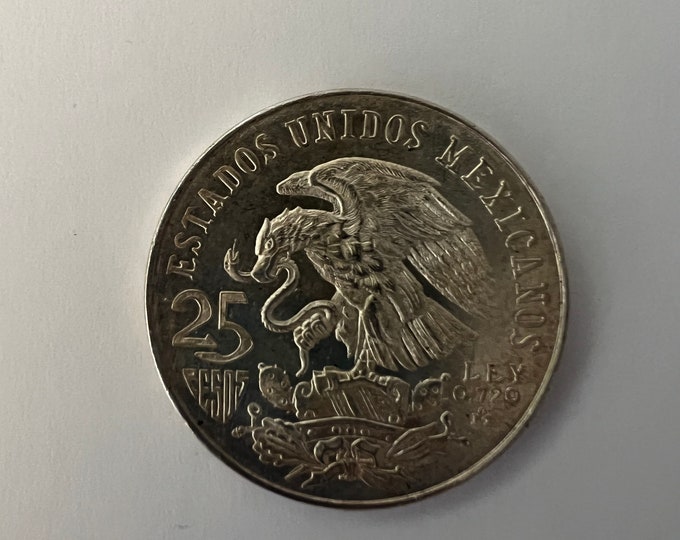 ESTADOS UNIDOS MEXICANOS
25
PESOS
LEY
0.720